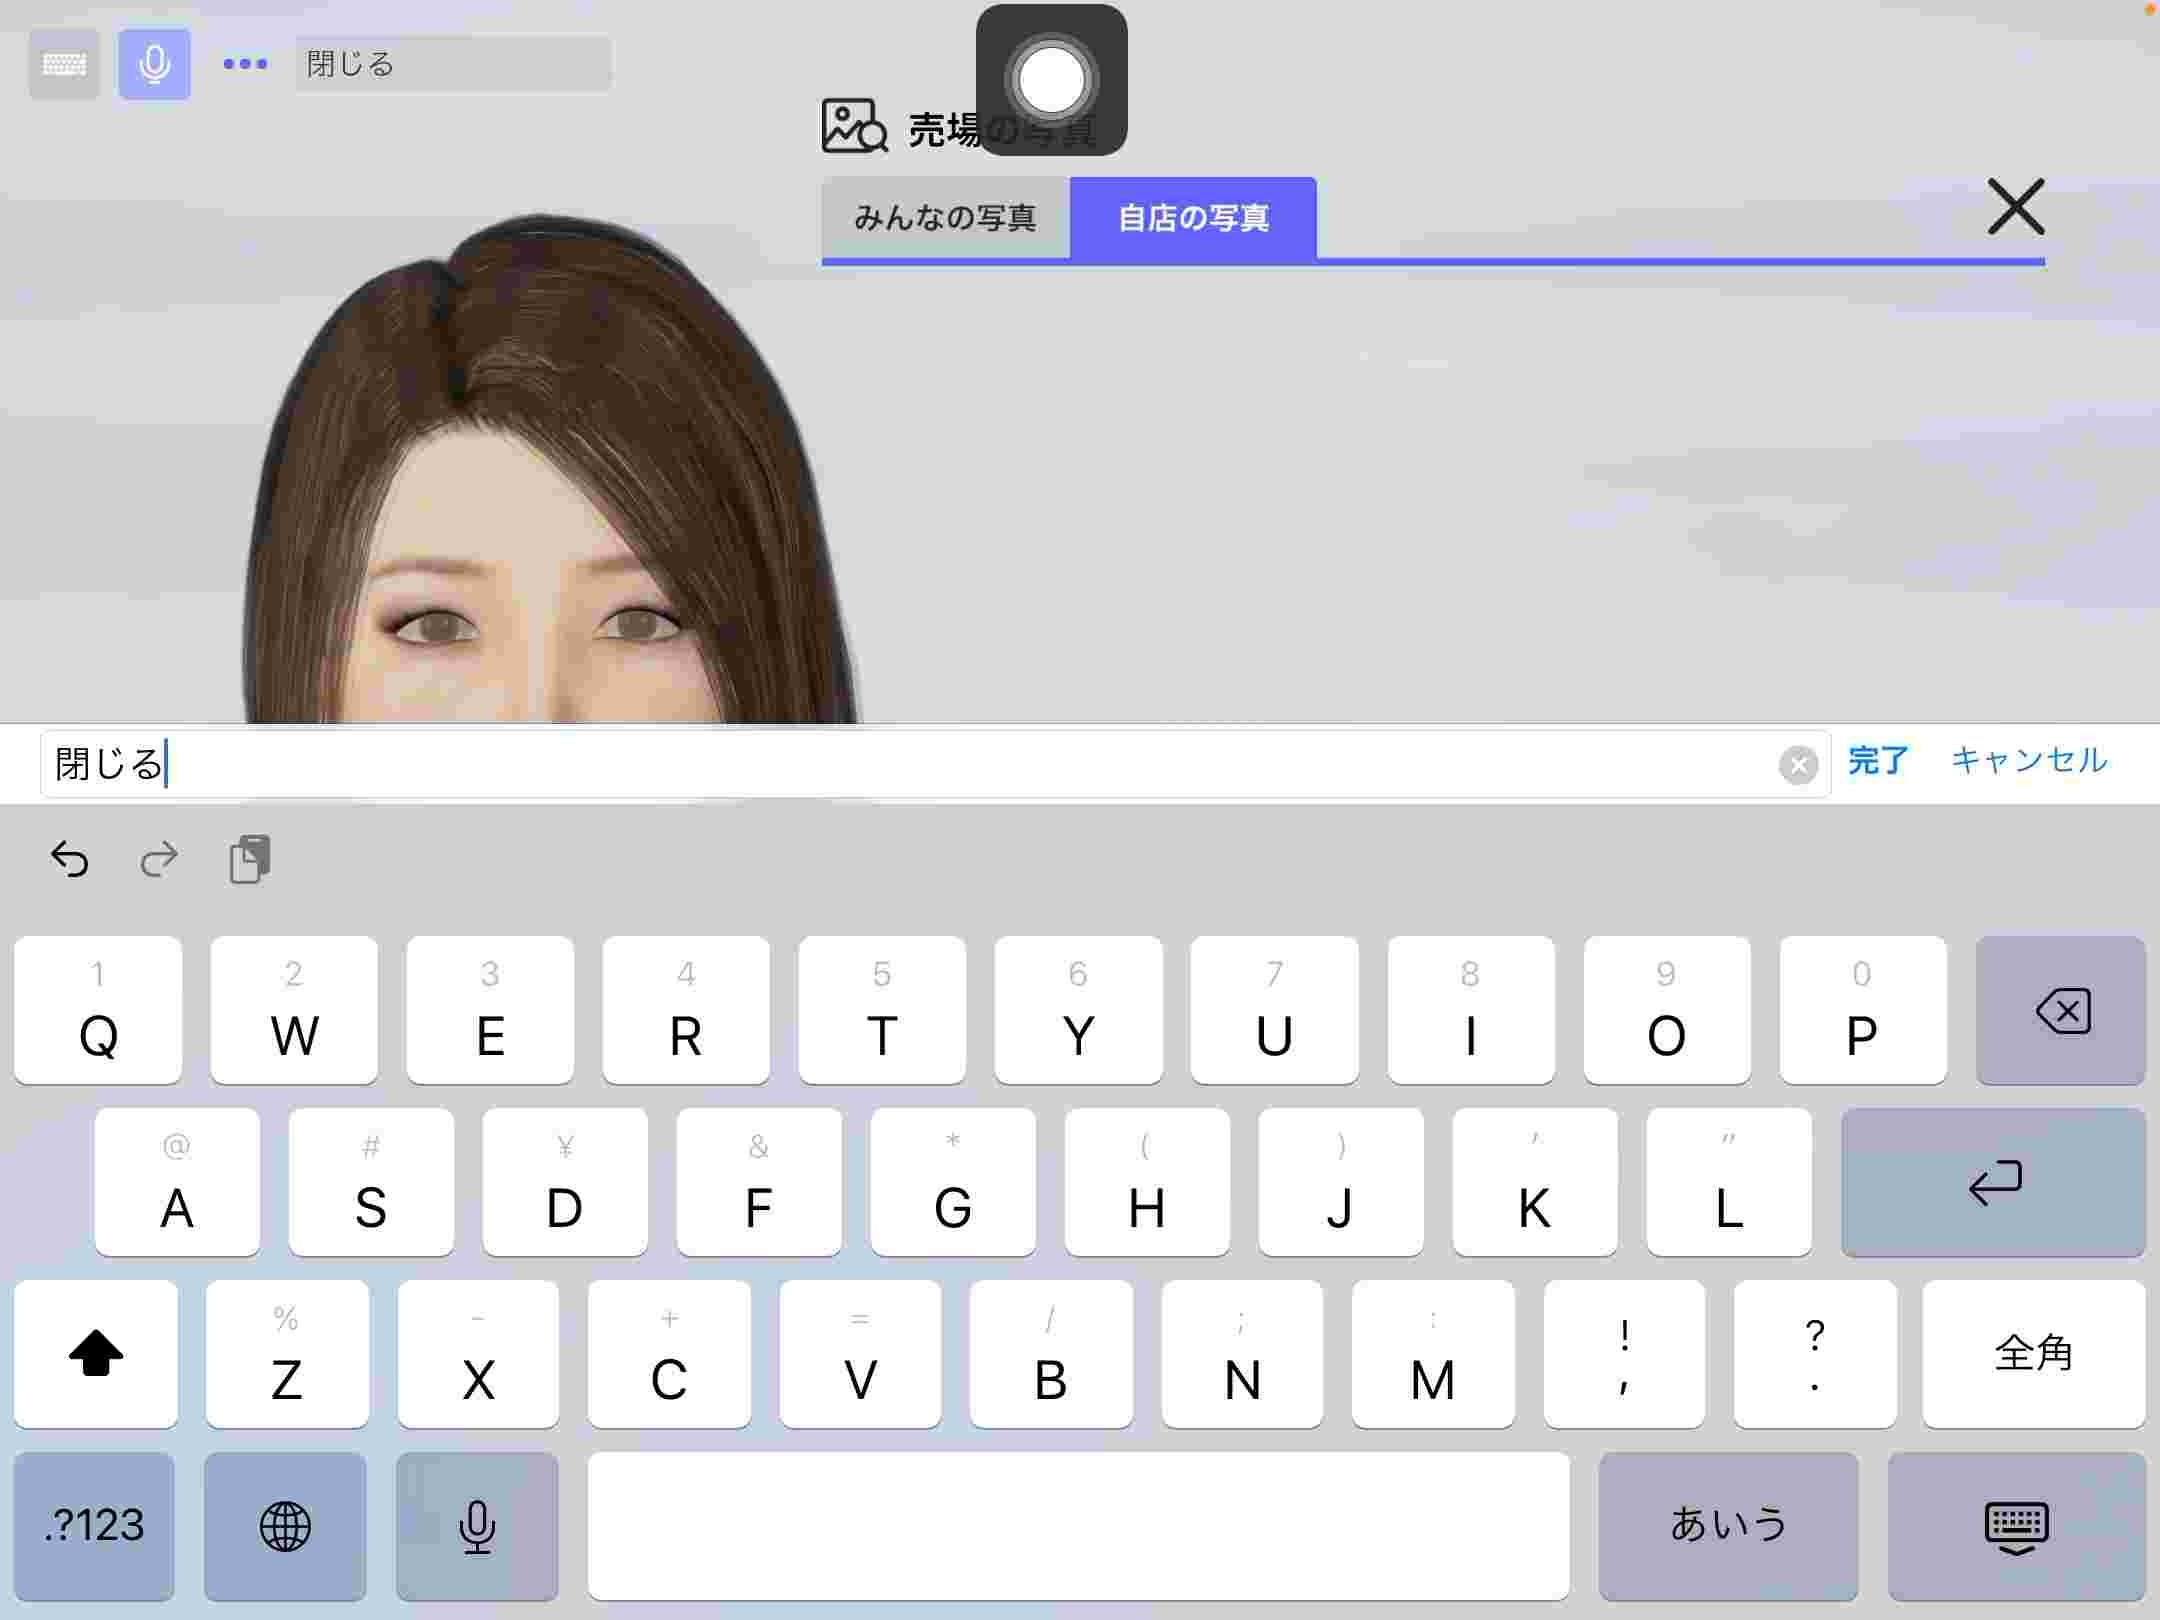 閉じる
売場の写真
みんなの写真 自店の写真
閉じる 完了 キャンセル
1 2 3 4 5 6 7 8 9 0
Q W E R T Y U I O P
@ # ¥ & * ( ) ' "
A S D F G H J K L
% - + = / ; : ! ?
Z X C V B N M , . 全角
.?123 あいう